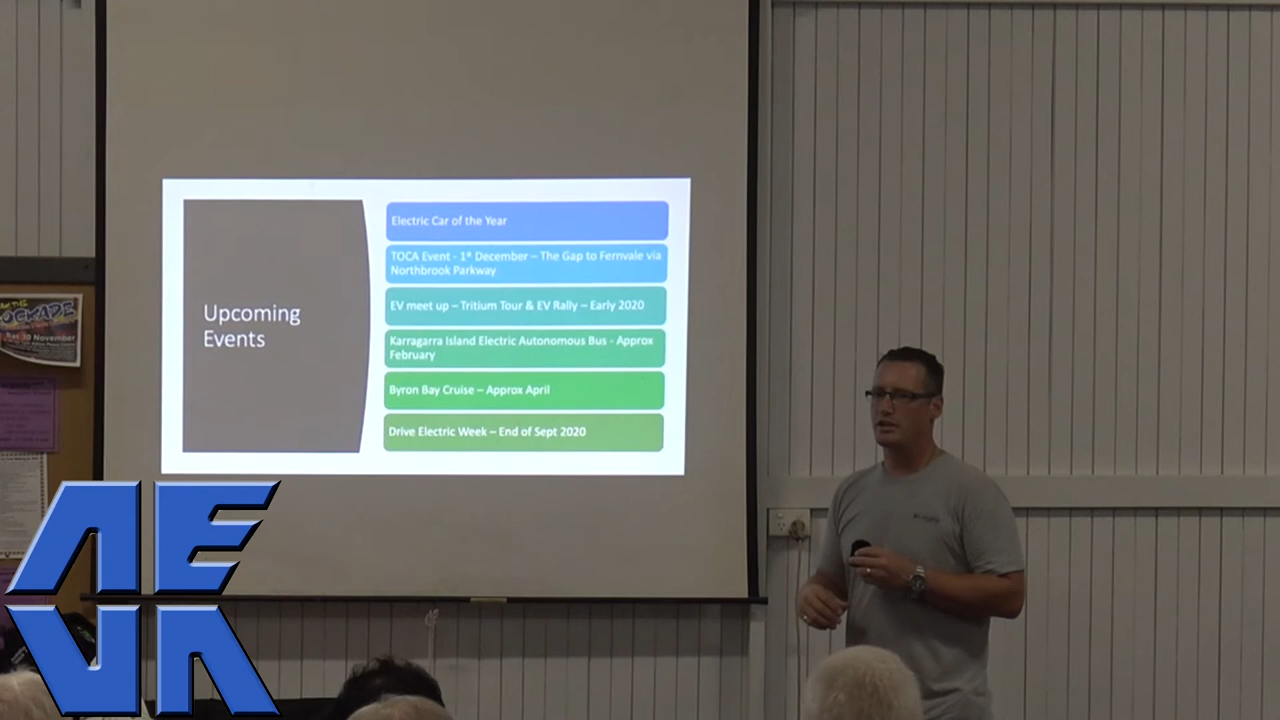 Upcoming
Events
Electric Car of the Year
TOCA Event - 1st December – The Gap to Fernvale via
Northbrook Parkway
EV meet up – Tritium Tour & EV Rally – Early 2020
Karragarra Island Electric Autonomous Bus - Approx
February
Byron Bay Cruise – Approx April
Drive Electric Week – End of Sept 2020
30 November
AEVA